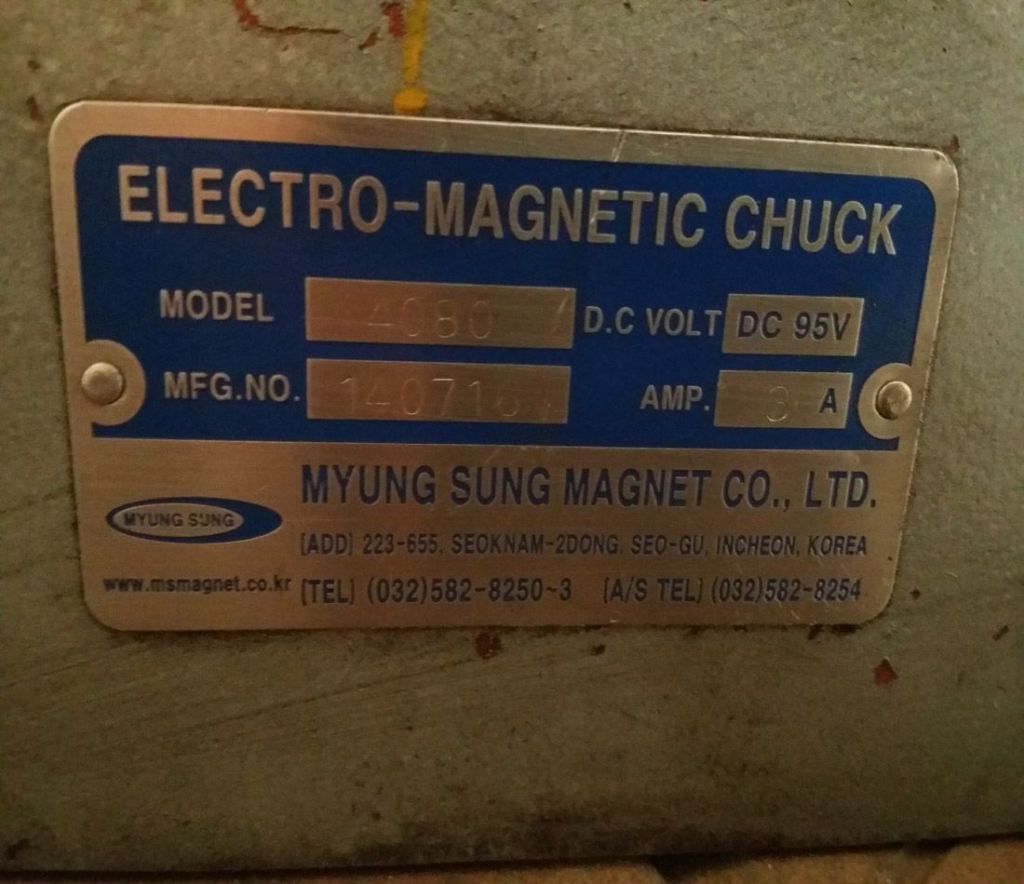 ELECTRO-MAGNETIC CHUCK
MODEL 4080 D.C VOLT DC 95V
MFG.NO. AMP. 3 A
MYUNG SUNG MAGNET CO., LTD.
MYUNG SUNG
[ADD] 223-655, SEOKNAM-2DONG, SEO-GU, INCHEON, KOREA
www.msmagnet.co.kr [TEL] (032)582-8250~3 [A/S TEL] (032)582-8254